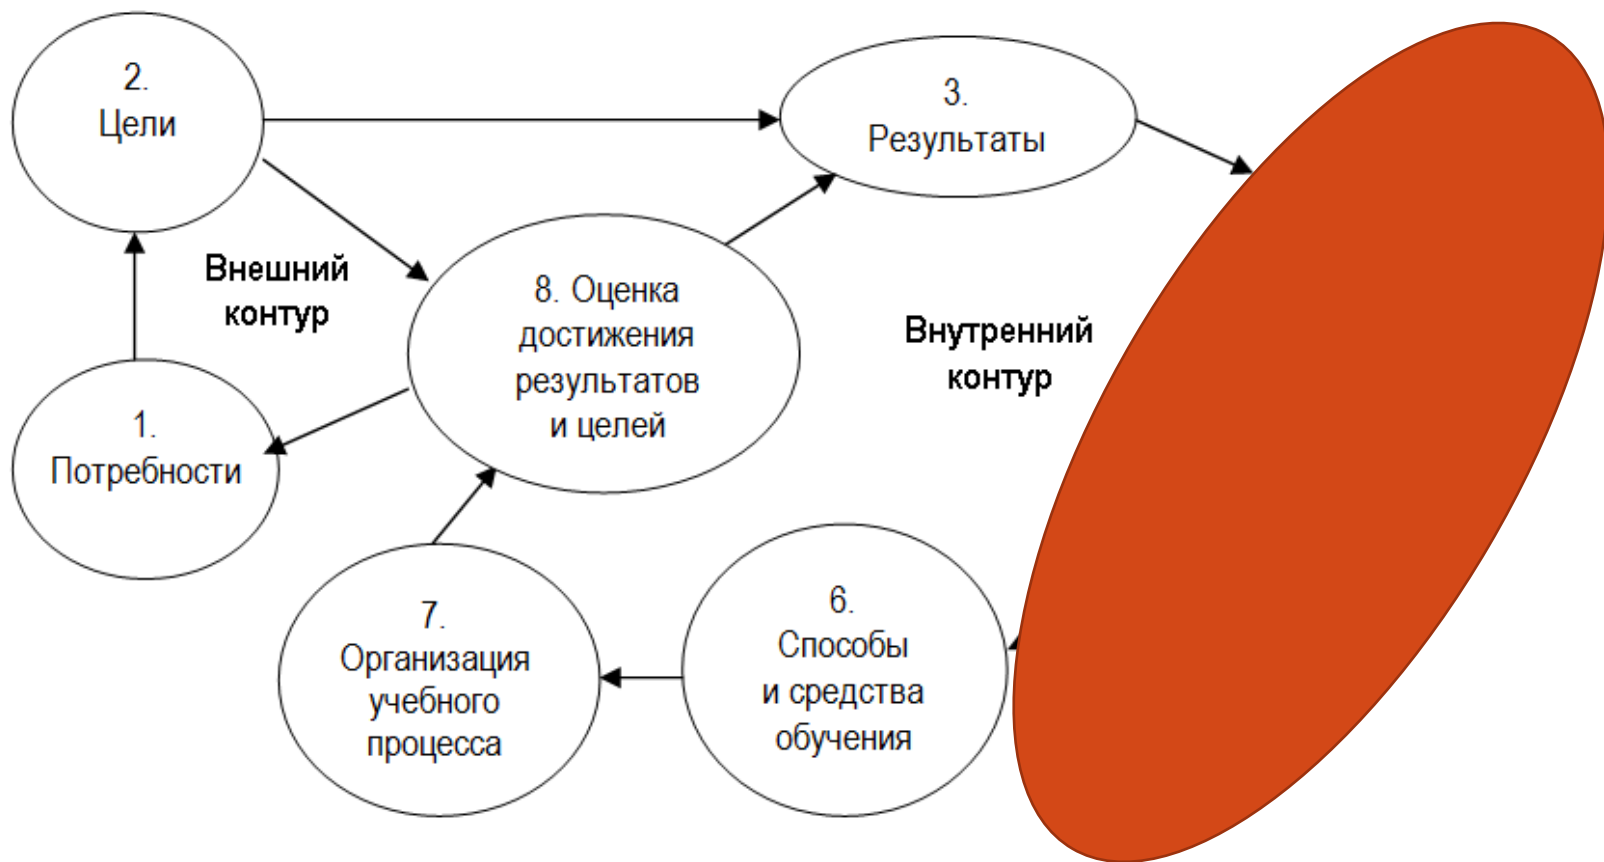 2.
Цели
3.
Результаты
Внешний
контур
8. Оценка
достижения
результатов
и целей
Внутренний
контур
1.
Потребности
7.
Организация
учебного
процесса
6.
Способы
и средства
обучения